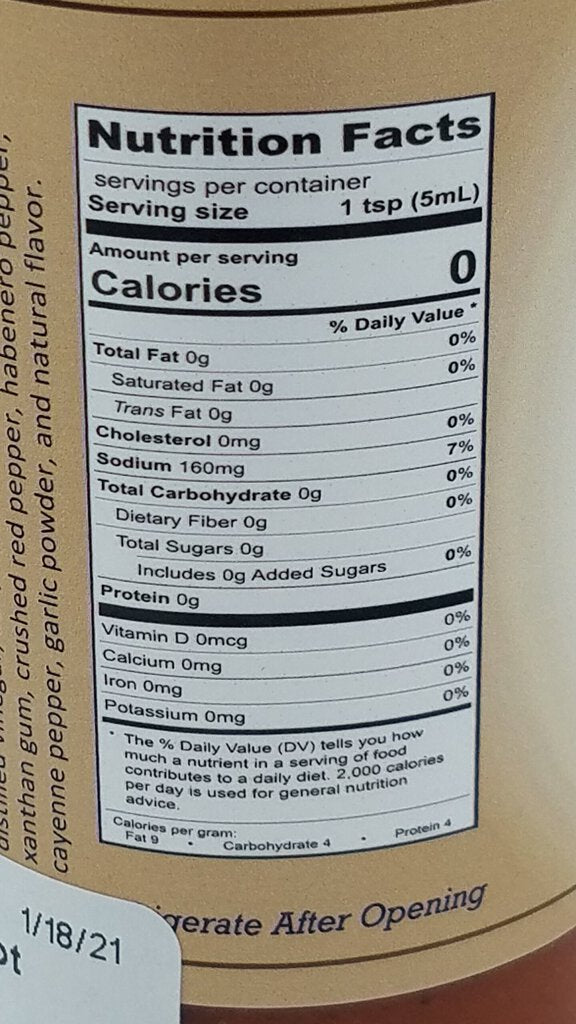 Nutrition Facts
servings per container
Serving size 1 tsp (5mL)
Amount per serving
Calories 0
% Daily Value *
Total Fat 0g 0%
Saturated Fat 0g 0%
Trans Fat 0g
Cholesterol 0mg 0%
Sodium 160mg 7%
Total Carbohydrate 0g 0%
Dietary Fiber 0g 0%
Total Sugars 0g
Includes 0g Added Sugars 0%
Protein 0g
Vitamin D 0mcg 0%
Calcium 0mg 0%
Iron 0mg 0%
Potassium 0mg 0%
* The % Daily Value (DV) tells you how
much a nutrient in a serving of food
contributes to a daily diet. 2,000 calories
per day is used for general nutrition
advice.
Calories per gram:
Fat 9 • Carbohydrate 4 • Protein 4
xanthan gum, crushed red pepper, habenero pepper,
cayenne pepper, garlic powder, and natural flavor.
After Opening
1/18/21